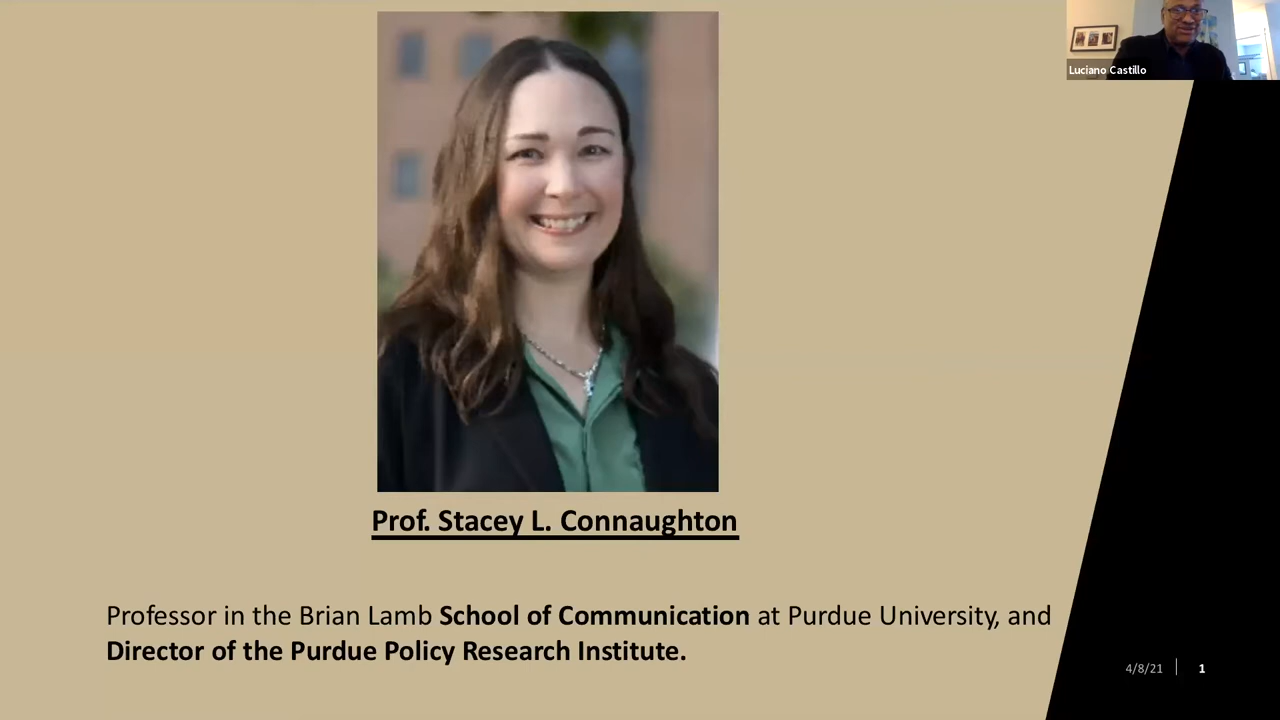 Luciano Castillo
Prof. Stacey L. Connaughton
Professor in the Brian Lamb School of Communication at Purdue University, and
Director of the Purdue Policy Research Institute.
4/8/21 | 1